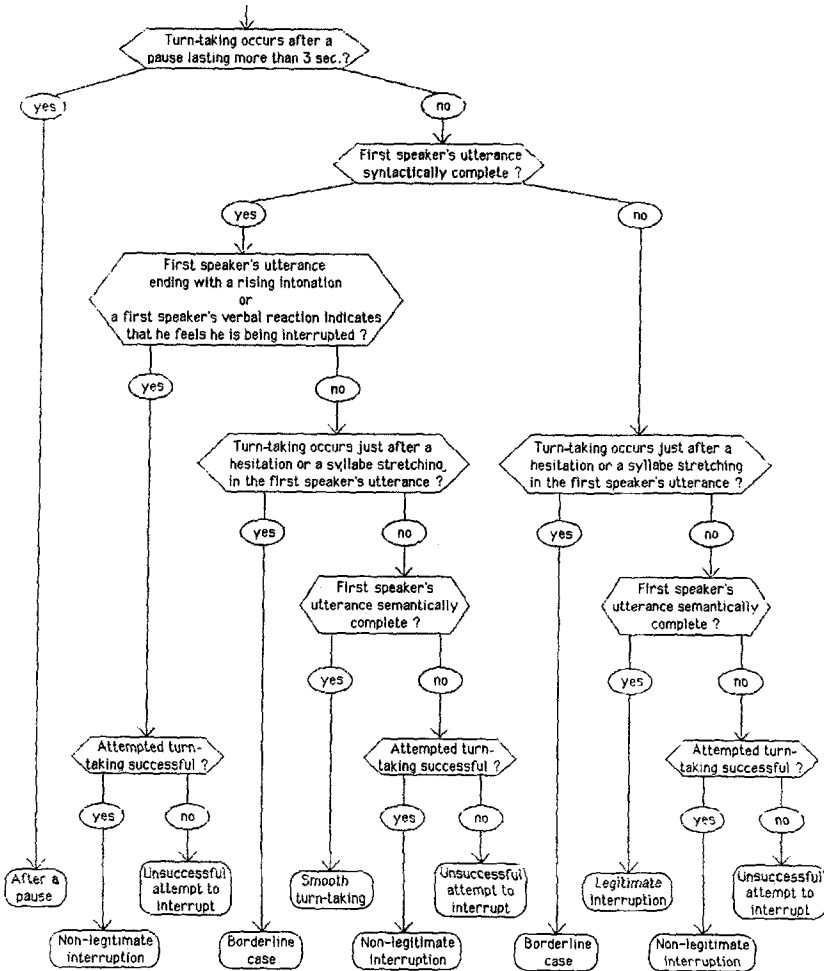 Turn-taking occurs after a
pause lasting more than 3 sec.?
yes
no
First speaker's utterance
syntactically complete ?
yes
no
First speaker's utterance
ending with a rising intonation
or
a first speaker's verbal reaction indicates
that he feels he is being interrupted ?
yes
no
Turn-taking occurs just after a
hesitation or a syllabe stretching
in the first speaker's utterance ?
Turn-taking occurs just after a
hesitation or a syllabe stretching
in the first speaker's utterance ?
yes
no
yes
no
First speaker's
utterance semantically
complete ?
First speaker's
utterance semantically
complete ?
yes
no
yes
no
Attempted turn-
taking successful ?
Attempted turn-
taking successful ?
Attempted turn-
taking successful ?
yes
no
yes
no
yes
no
After a
pause
Unsuccessful
attempt to
interrupt
Smooth
turn-taking
Unsuccessful
attempt to
interrupt
Legitimate
interruption
Unsuccessful
attempt to
interrupt
Non-legitimate
interruption
Borderline
case
Non-legitimate
interruption
Borderline
case
Non-legitimate
interruption